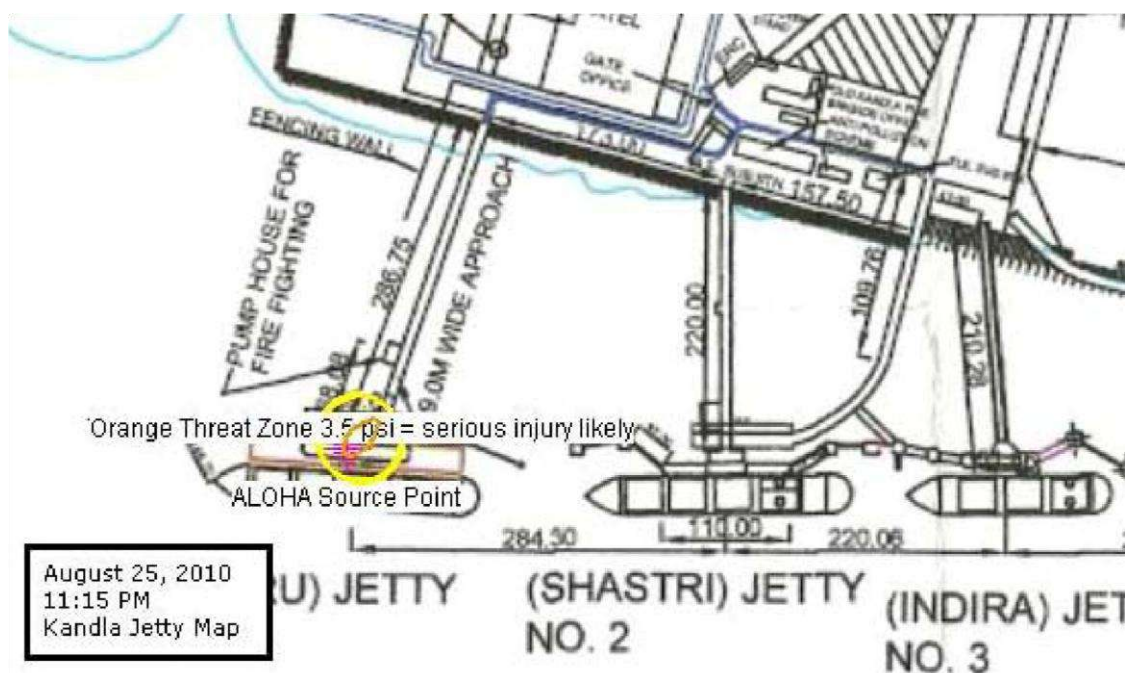 GATE
OFFICE
FENCING WALL
PUMP HOUSE FOR
FIRE FIGHTING
286.75
9.0M WIDE APPROACH
157.50
220.00
109.76
210.28
Orange Threat Zone 3.5 psi = serious injury likely
ALOHA Source Point
284.30
110.00
220.06
RU) JETTY
(SHASTRI) JETTY
NO. 2
(INDIRA) JET
NO. 3
August 25, 2010
11:15 PM
Kandla Jetty Map